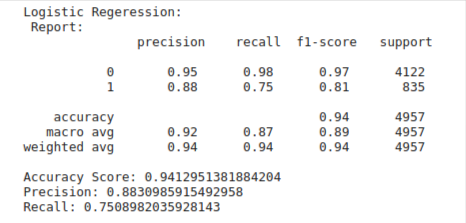 Logistic Regeression:
Report:
precision recall f1-score support
0 0.95 0.98 0.97 4122
1 0.88 0.75 0.81 835
accuracy 0.94 4957
macro avg 0.92 0.87 0.89 4957
weighted avg 0.94 0.94 0.94 4957
Accuracy Score: 0.9412951381884204
Precision: 0.8830985915492958
Recall: 0.7508982035928143